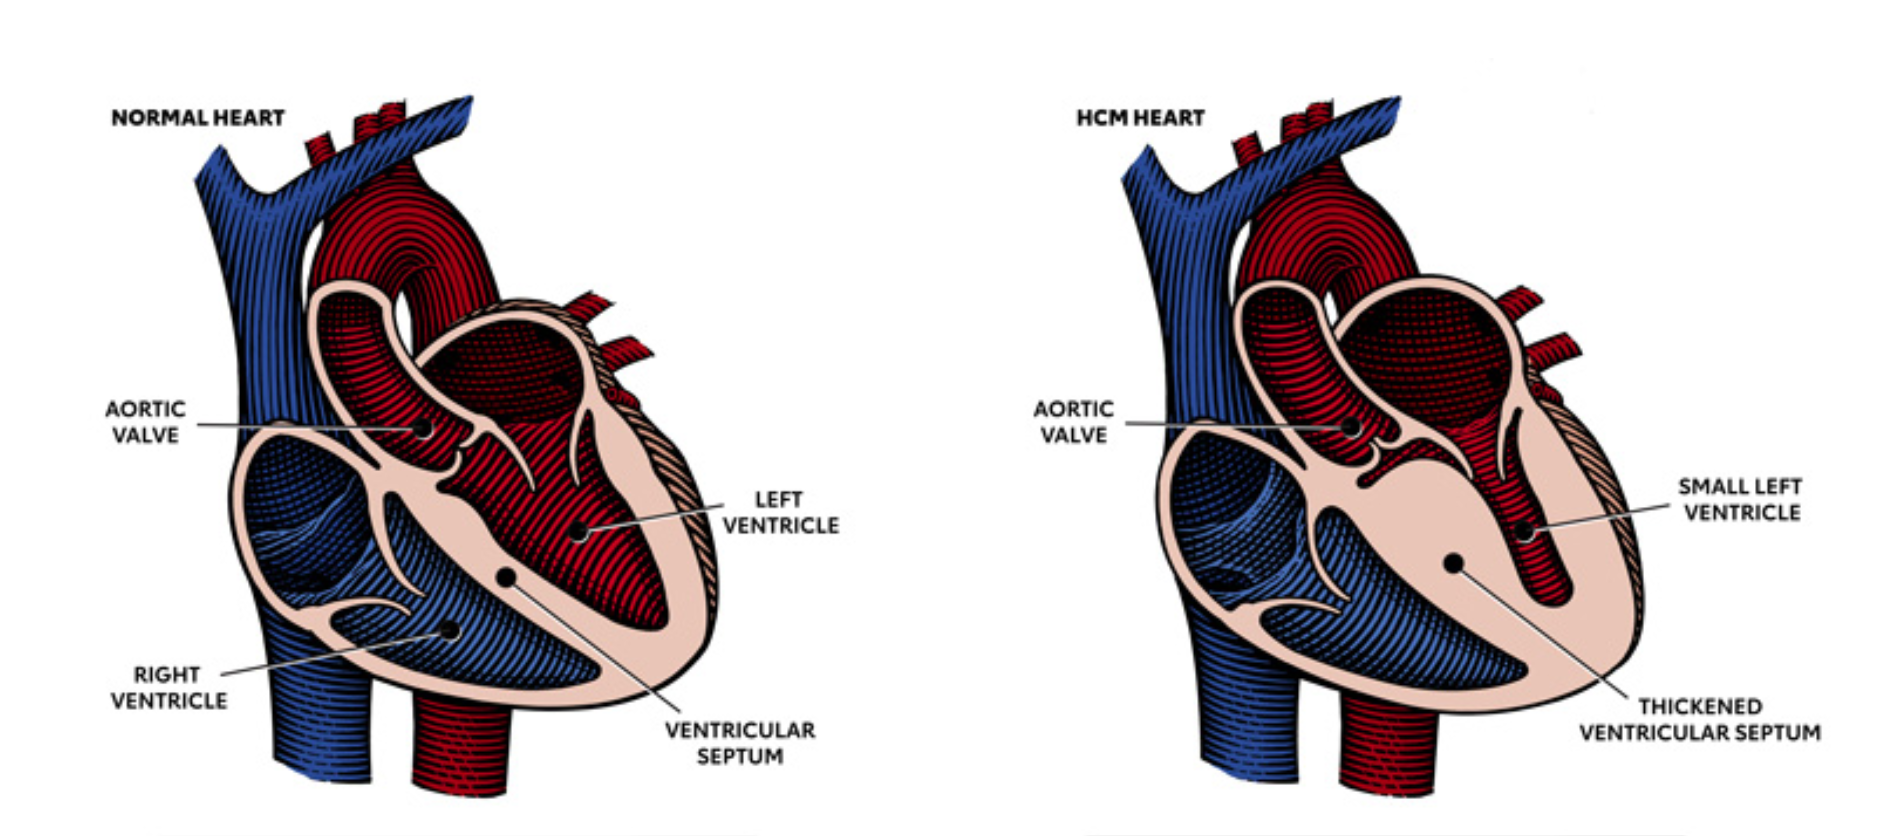 NORMAL HEART
AORTIC
VALVE
LEFT
VENTRICLE
RIGHT
VENTRICLE
VENTRICULAR
SEPTUM
HCM HEART
AORTIC
VALVE
SMALL LEFT
VENTRICLE
THICKENED
VENTRICULAR SEPTUM